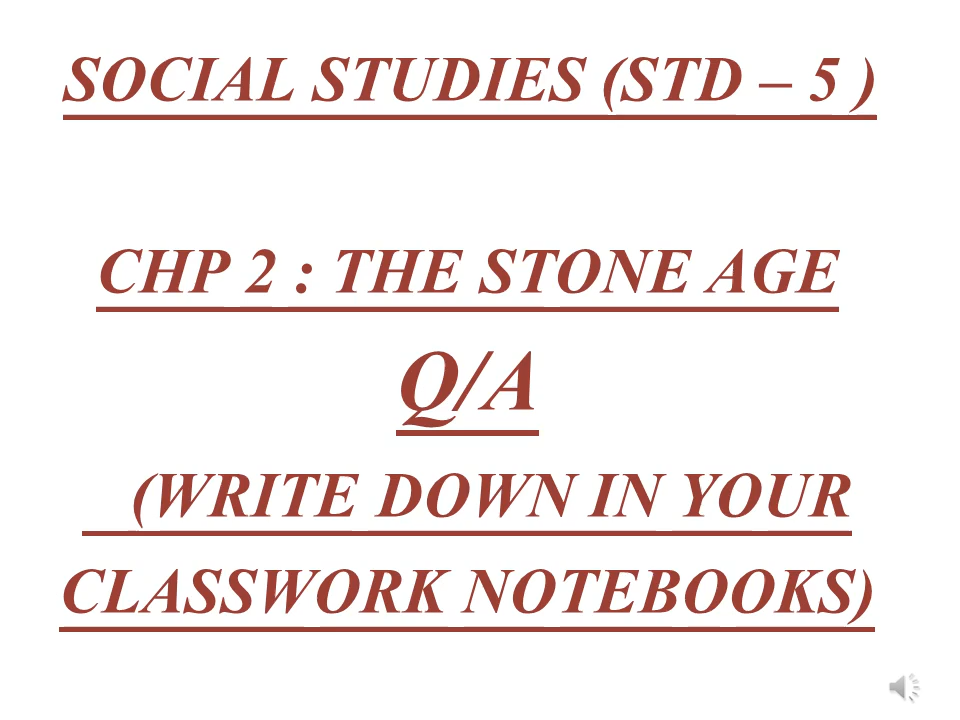 SOCIAL STUDIES (STD – 5 )
CHP 2 : THE STONE AGE
Q/A
(WRITE DOWN IN YOUR
CLASSWORK NOTEBOOKS)